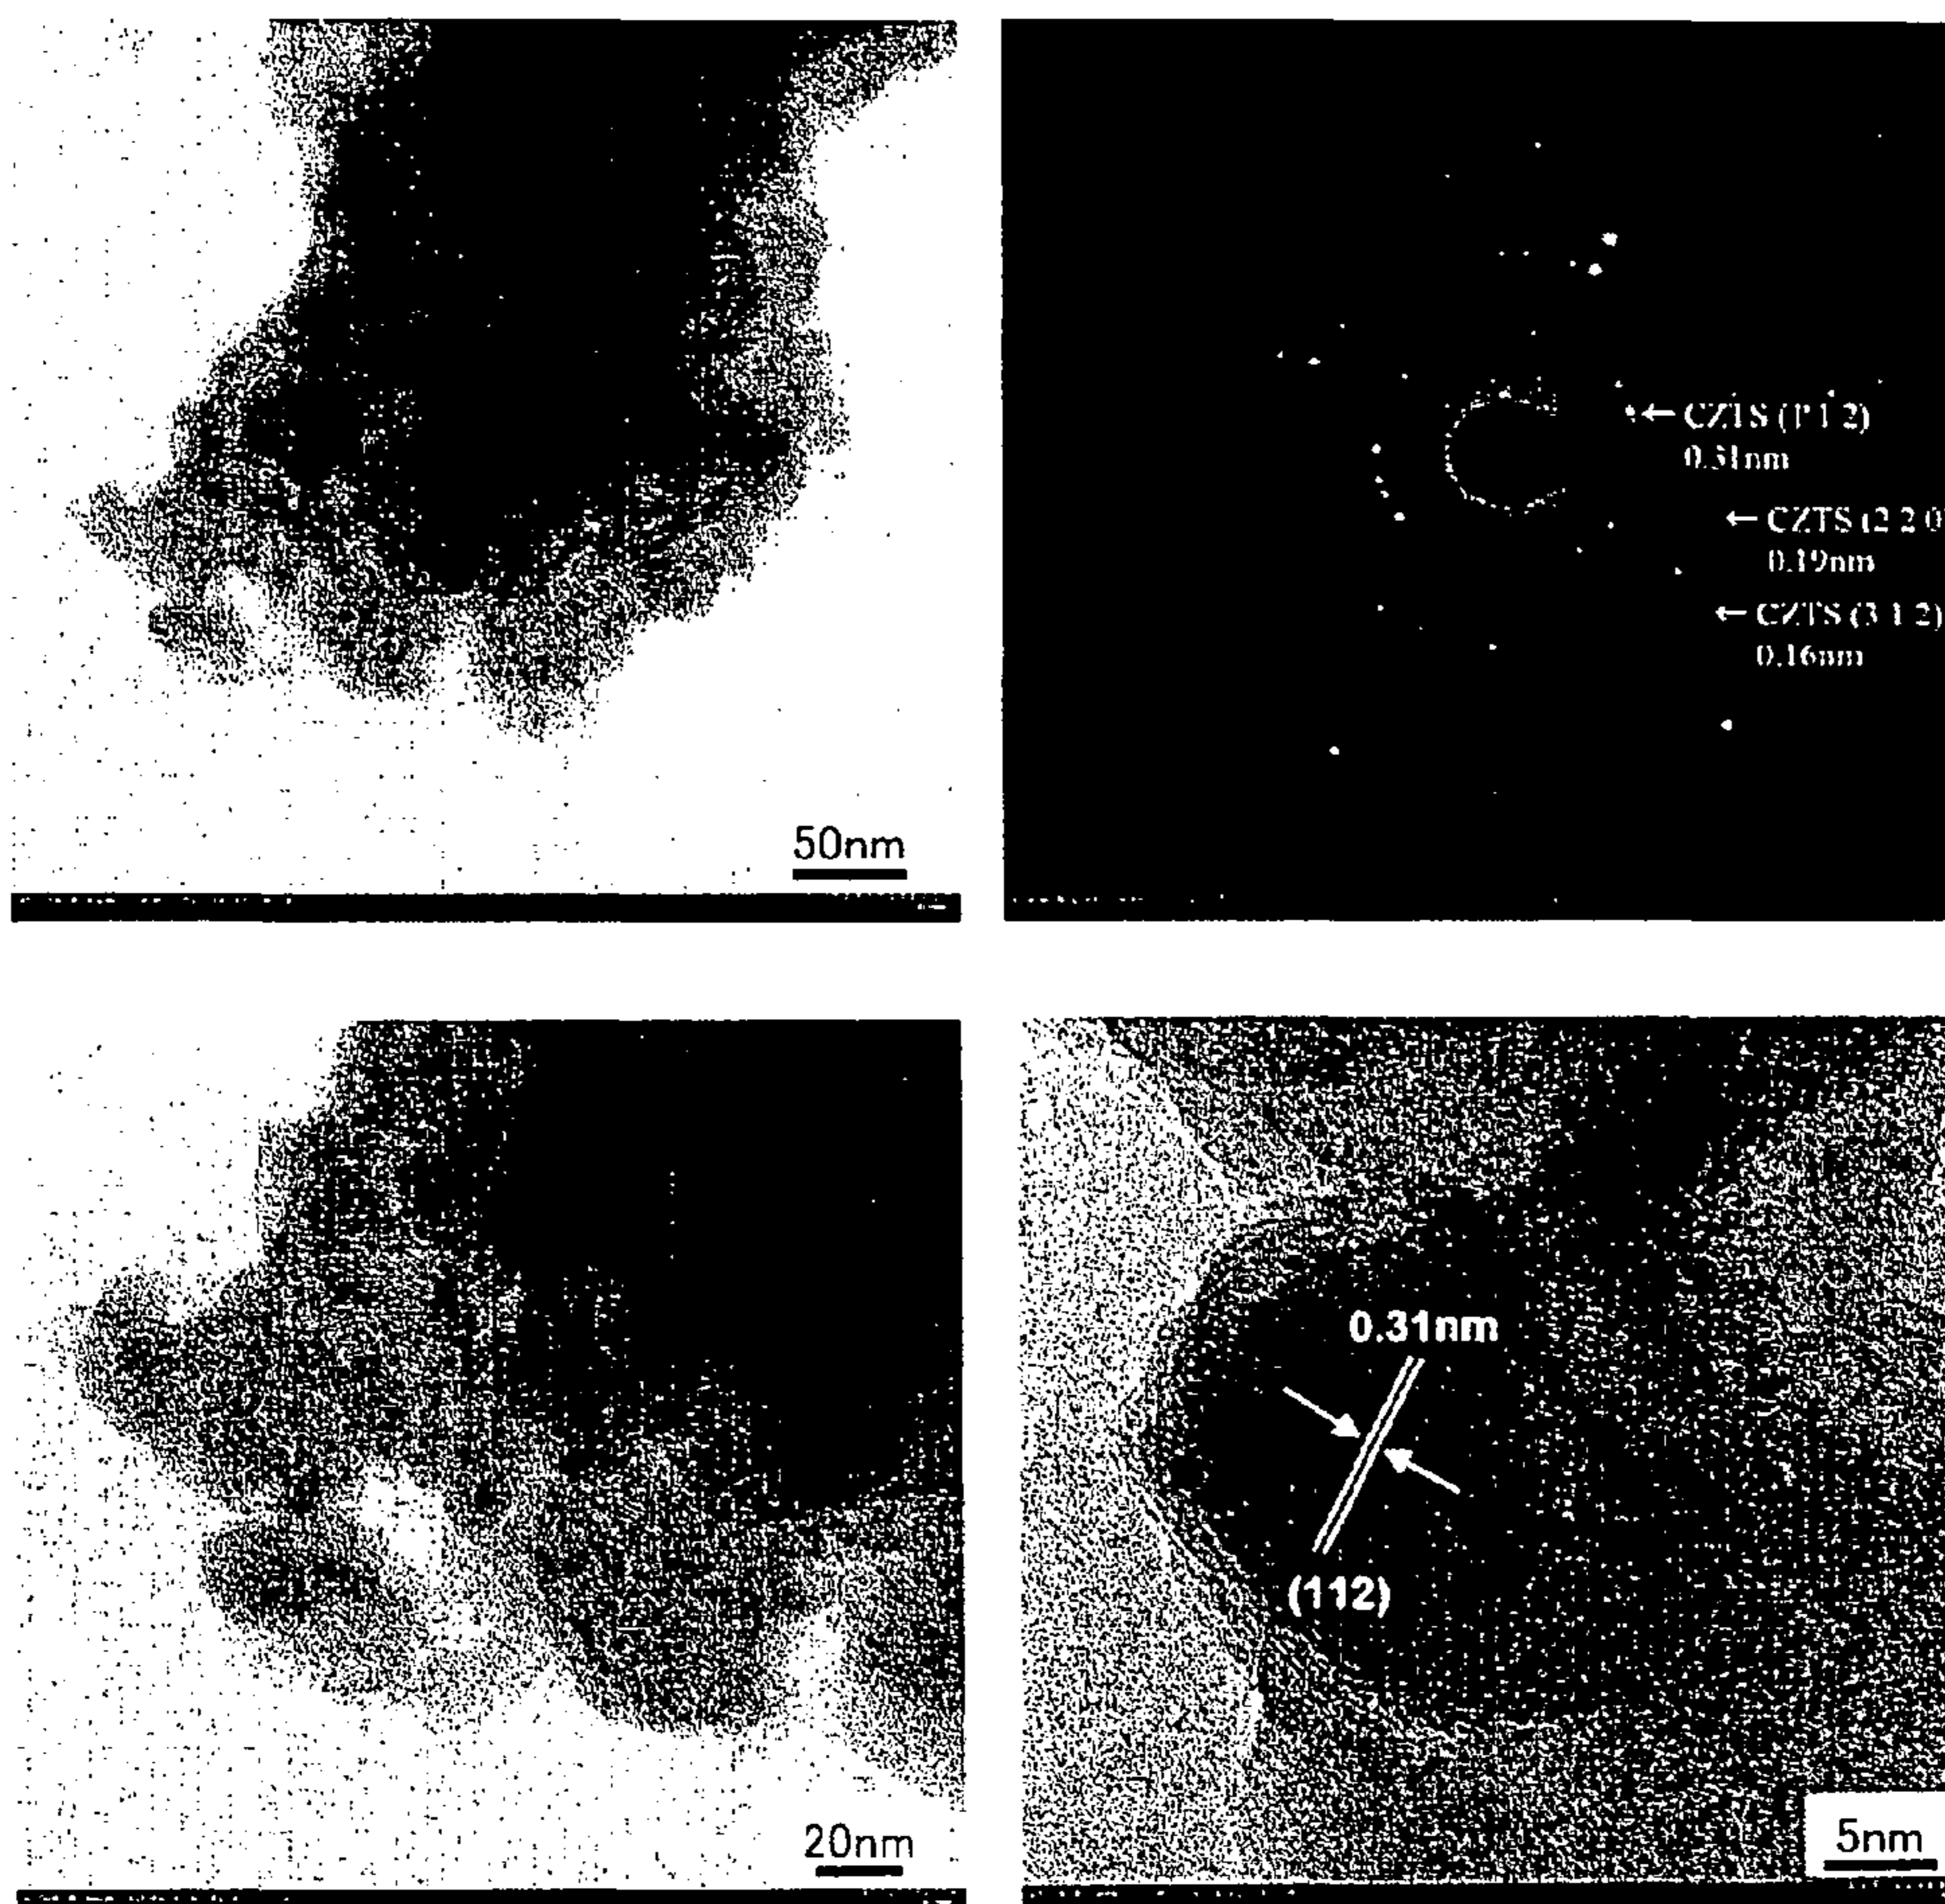 50nm
← CZTS (1 1 2)
0.31nm
← CZTS (2 2 0
0.19nm
← CZTS (3 1 2)
0.16nm
20nm
0.31nm
(112)
5nm